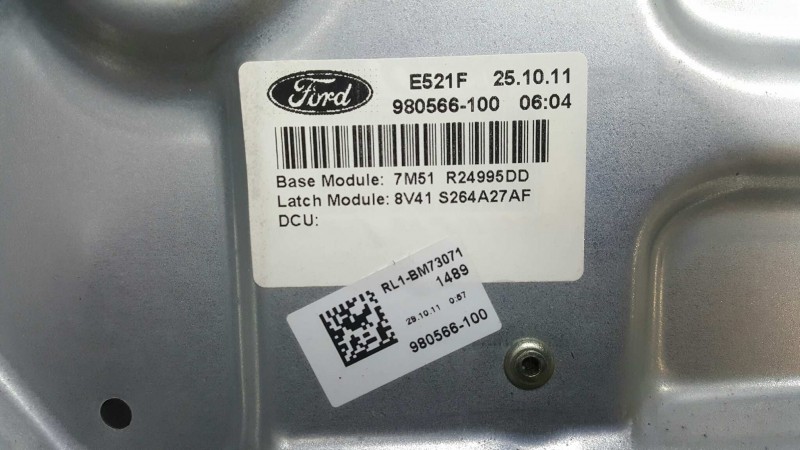 Ford
E521F 25.10.11
980566-100 06:04
Base Module: 7M51 R24995DD
Latch Module: 8V41 S264A27AF
DCU:
RL1-BM73071
1489
29.10.11 0:57
980566-100